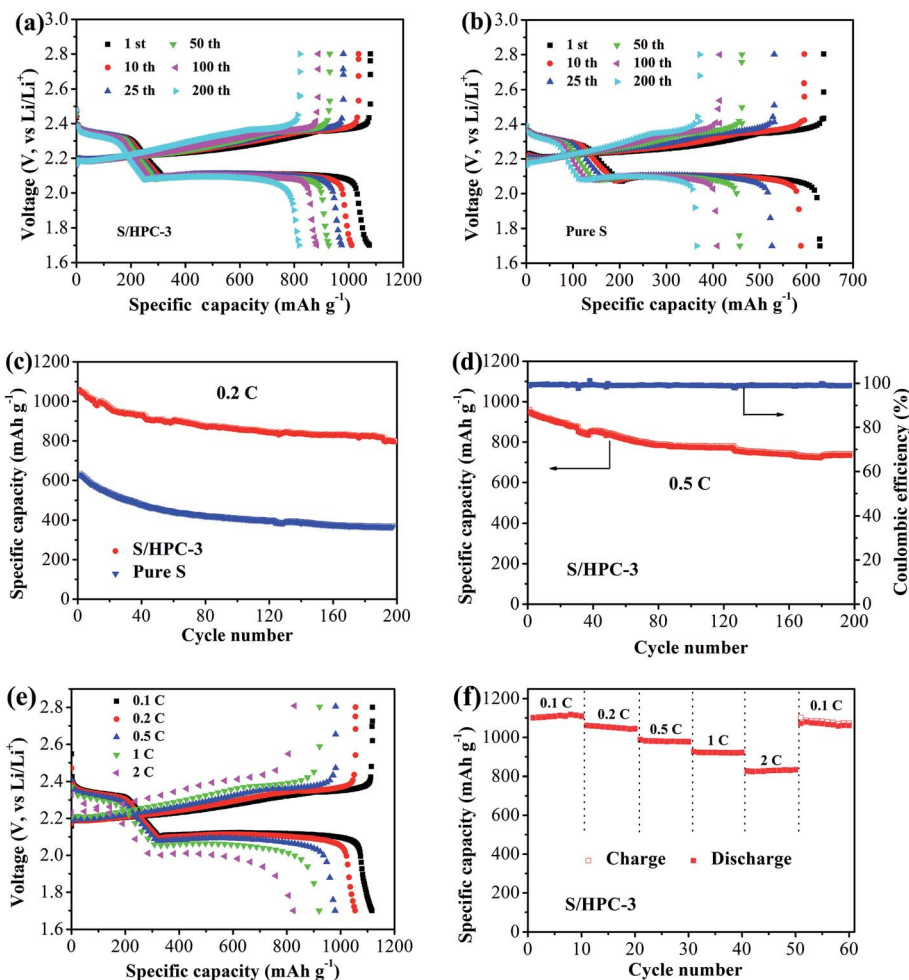 (a)
3.0
2.8
2.6
2.4
2.2
2.0
1.8
1.6
Voltage (V, vs Li/Li⁺)
1 st
50 th
10 th
100 th
25 th
200 th
S/HPC-3
0 200 400 600 800 1000 1200
Specific capacity (mAh g⁻¹)
(b)
3.0
2.8
2.6
2.4
2.2
2.0
1.8
1.6
Voltage (V, vs Li/Li⁺)
1 st
50 th
10 th
100 th
25 th
200 th
Pure S
0 100 200 300 400 500 600 700
Specific capacity (mAh g⁻¹)
(c)
1200
1000
800
600
400
200
0
Specific capacity (mAh g⁻¹)
0.2 C
S/HPC-3
Pure S
0 40 80 120 160 200
Cycle number
(d)
1200
1000
800
600
400
200
0
Specific capacity (mAh g⁻¹)
0.5 C
S/HPC-3
100
80
60
40
20
0
Coulombic efficiency (%)
0 40 80 120 160 200
Cycle number
(e)
2.8
2.6
2.4
2.2
2.0
1.8
1.6
Voltage (V, vs Li/Li⁺)
0.1 C
0.2 C
0.5 C
1 C
2 C
0 200 400 600 800 1000 1200
Specific capacity (mAh g⁻¹)
(f)
1200
1000
800
600
400
200
0
Specific capacity (mAh g⁻¹)
0.1 C
0.2 C
0.5 C
1 C
2 C
0.1 C
Charge Discharge
S/HPC-3
0 10 20 30 40 50 60
Cycle number